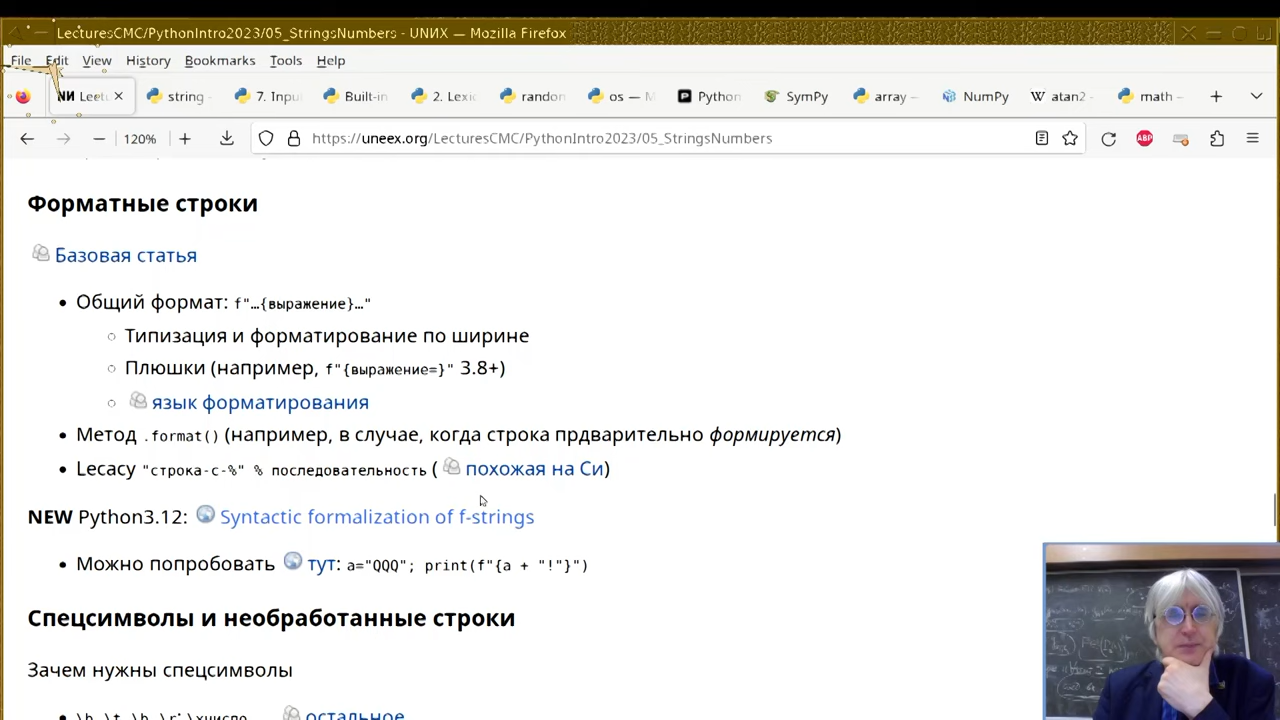 LecturesCMC/PythonIntro2023/05_StringsNumbers - UNИX — Mozilla Firefox
File Edit View History Bookmarks Tools Help
ИИ Lect string 7. Inpu Built-in 2. Lexi random os — M Python SymPy array — NumPy W atan2 - math —
120% https://uneex.org/LecturesCMC/PythonIntro2023/05_StringsNumbers ABP
Форматные строки
Базовая статья
Общий формат: f"…{выражение}…"
Типизация и форматирование по ширине
Плюшки (например, f"{выражение=}" 3.8+)
язык форматирования
Метод .format() (например, в случае, когда строка прдварительно формируется)
Lecacy "строка-с-%" % последовательность ( похожая на Си)
NEW Python3.12: Syntactic formalization of f-strings
Можно попробовать тут: a="QQQ"; print(f"{a + "!"}")
Спецсимволы и необработанные строки
Зачем нужны спецсимволы
остальное